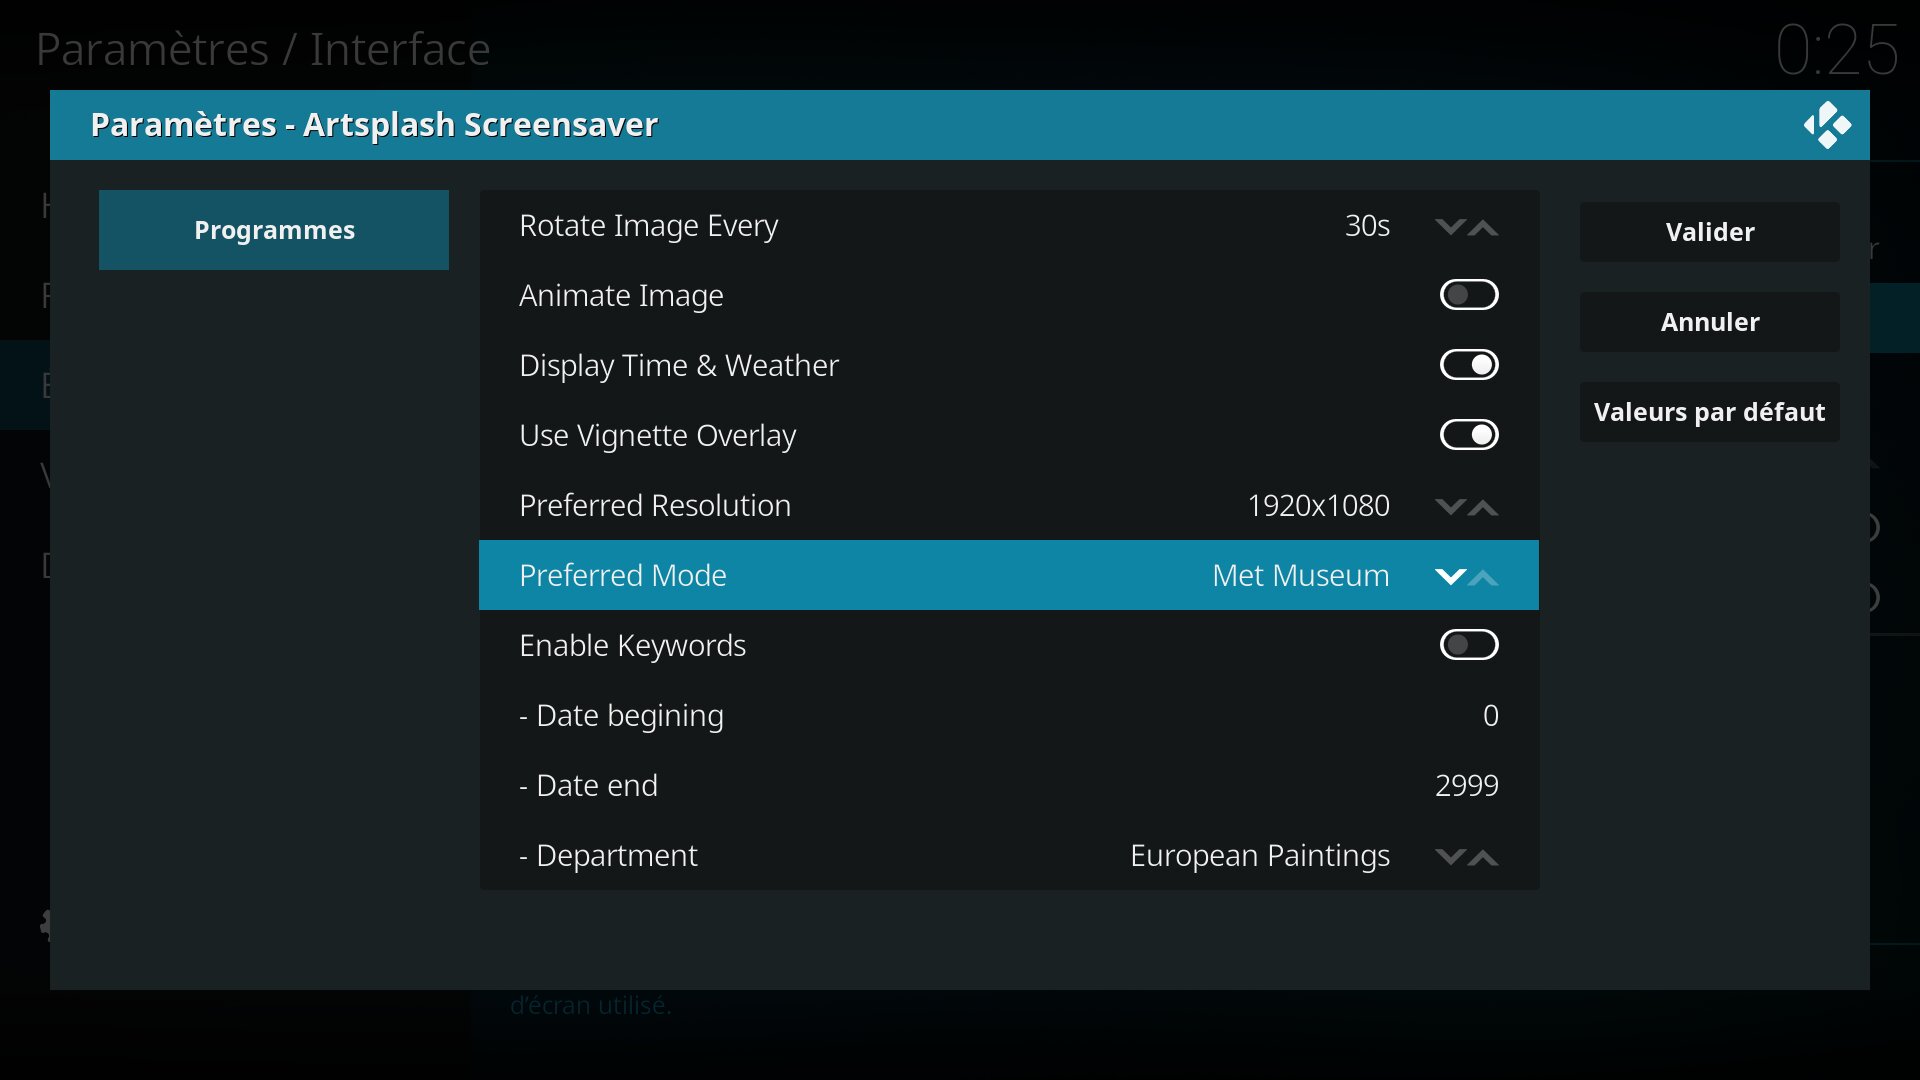 Paramètres / Interface
0:25
Paramètres - Artsplash Screensaver
Programmes
Rotate Image Every 30s
Animate Image
Display Time & Weather
Use Vignette Overlay
Preferred Resolution 1920x1080
Preferred Mode Met Museum
Enable Keywords
- Date begining 0
- Date end 2999
- Department European Paintings
Valider
Annuler
Valeurs par défaut
d'écran utilisé.